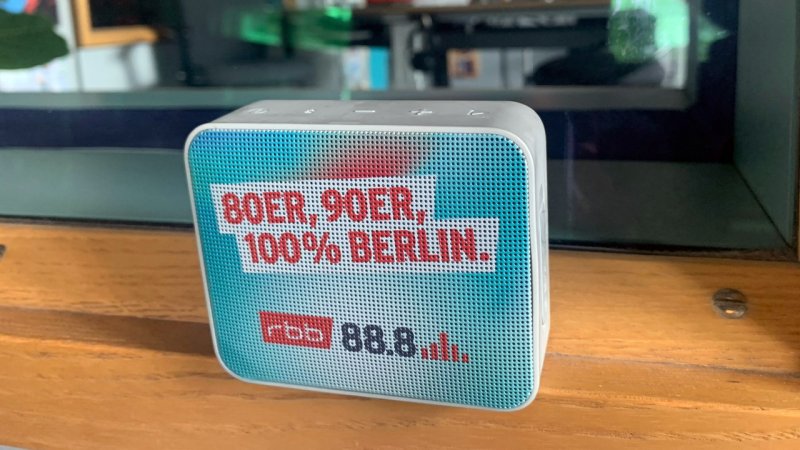 80ER, 90ER,
100% BERLIN.
rbb 88.8